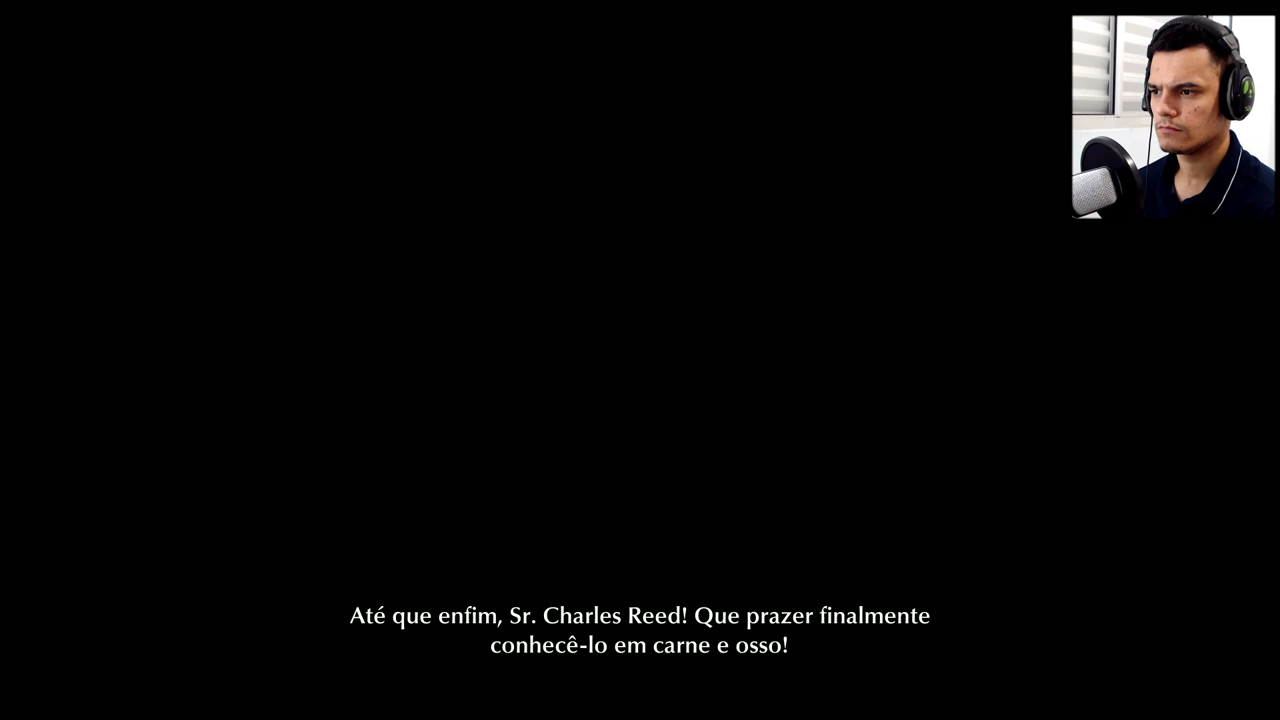 Até que enfim, Sr. Charles Reed! Que prazer finalmente
conhecê-lo em carne e osso!